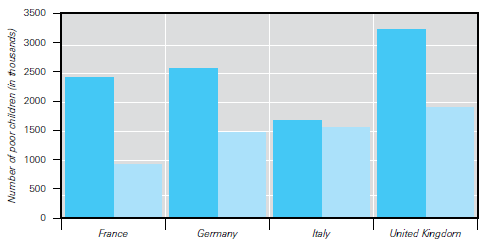 Number of poor children (in thousands)
3500
3000
2500
2000
1500
1000
500
0
France
Germany
Italy
United Kingdom